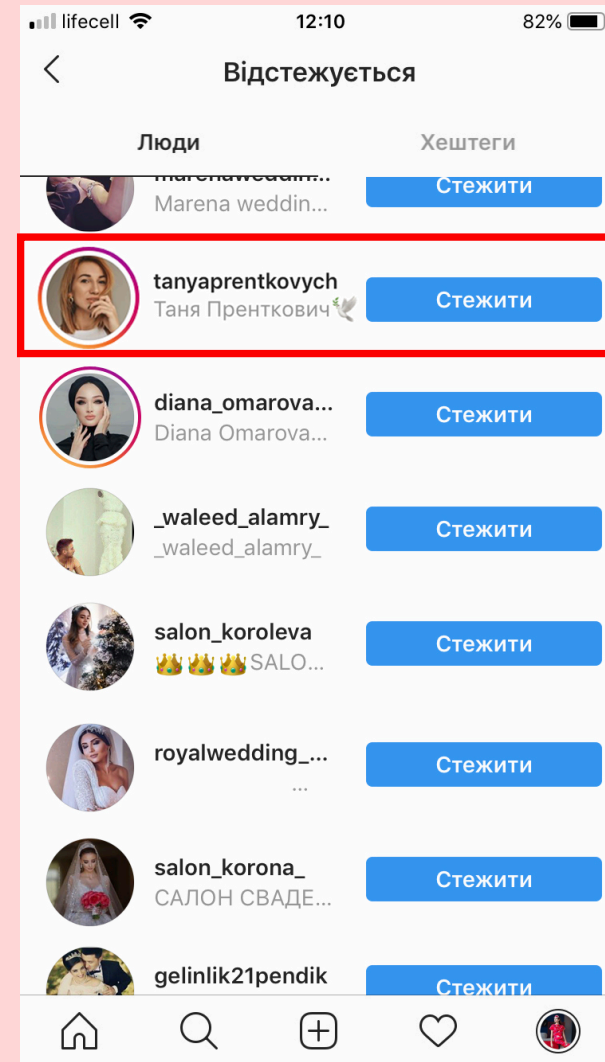 lifecell 12:10 82%
Відстежується
Люди Хештеги
marenaweddin... Стежити
Marena weddin...
tanyaprentkovych Стежити
Таня Пренткович🕊
diana_omarova... Стежити
Diana Omarova...
_waleed_alamry_ Стежити
_waleed_alamry_
salon_koroleva Стежити
👑👑👑SALO...
royalwedding_... Стежити
...
salon_korona_ Стежити
САЛОН СВАДЕ...
gelinlik21pendik Стежити